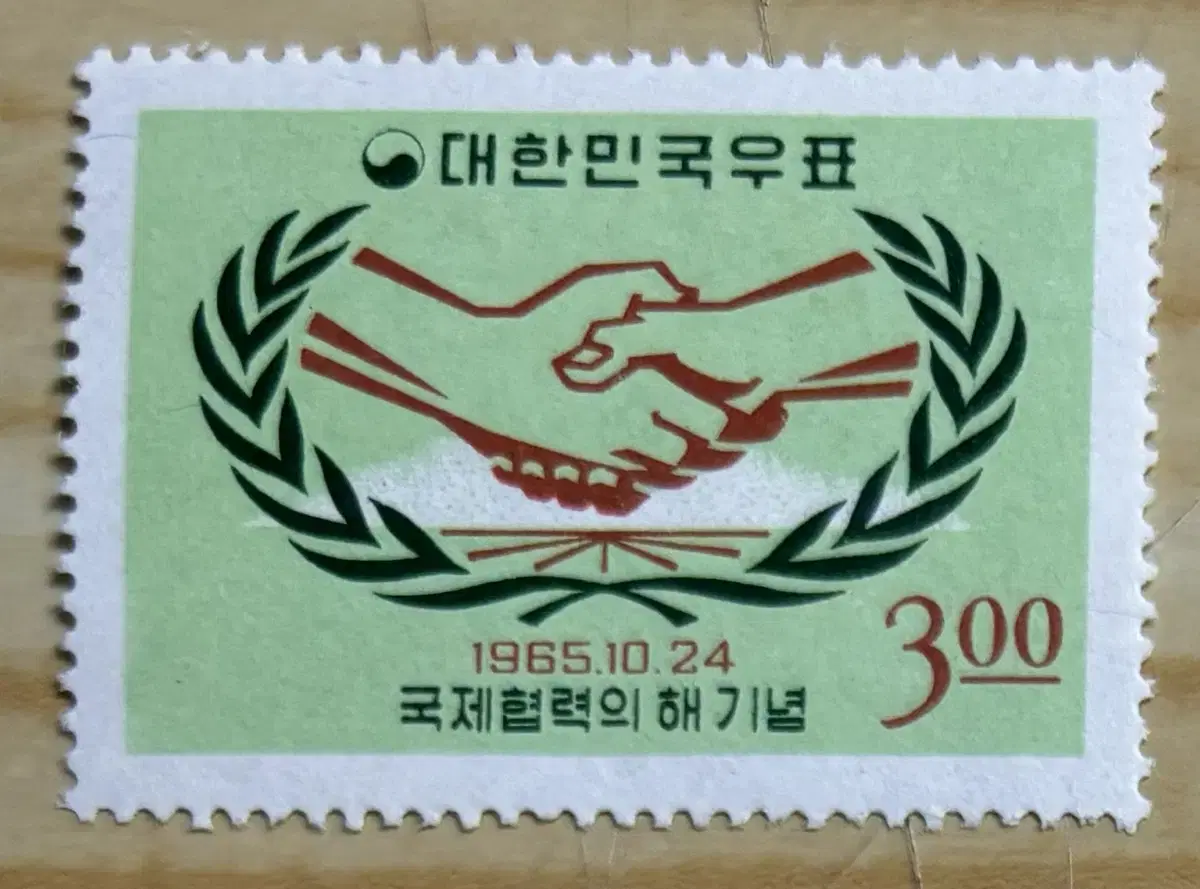 대한민국우표
1965.10.24
국제협력의 해 기념
3.00